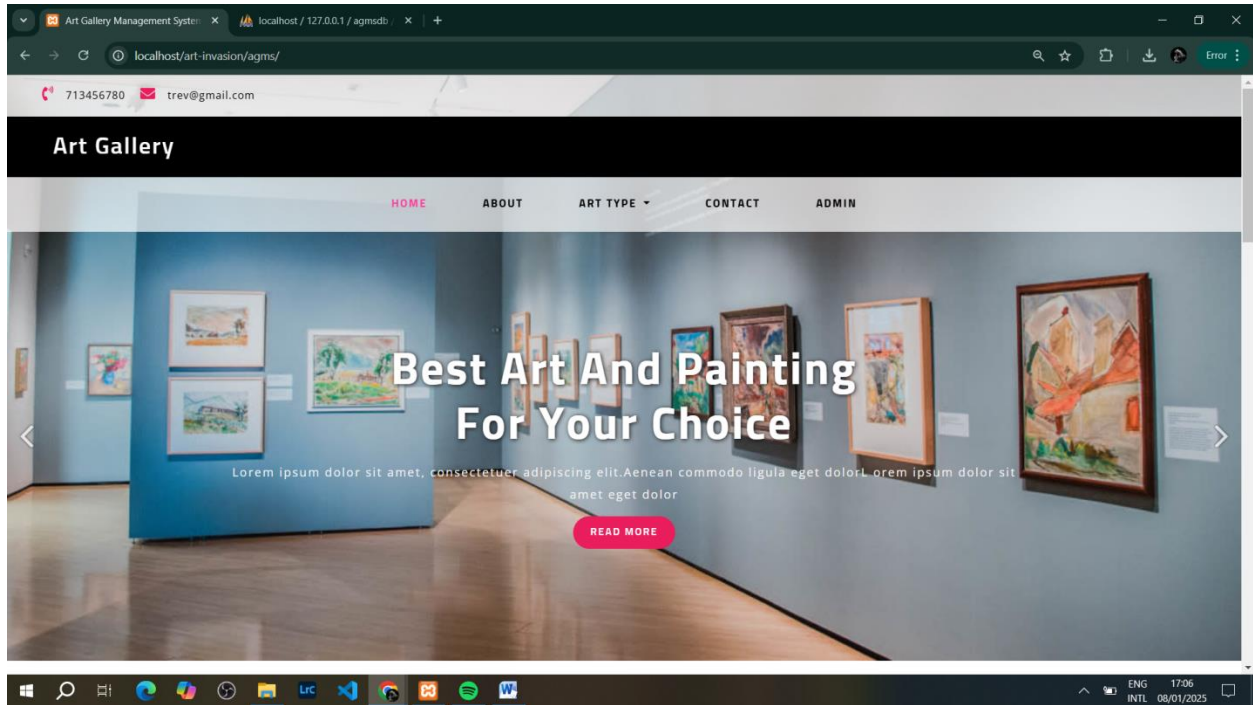 Art Gallery Management System
localhost / 127.0.0.1 / agmsdb /
localhost/art-invasion/agms/
Error
713456780 trev@gmail.com
Art Gallery
HOME ABOUT ART TYPE CONTACT ADMIN
Best Art And Painting
For Your Choice
Lorem ipsum dolor sit amet, consectetuer adipiscing elit.Aenean commodo ligula eget dolorL orem ipsum dolor sit
amet eget dolor
READ MORE
LrC
W
ENG 17:06
INTL 08/01/2025